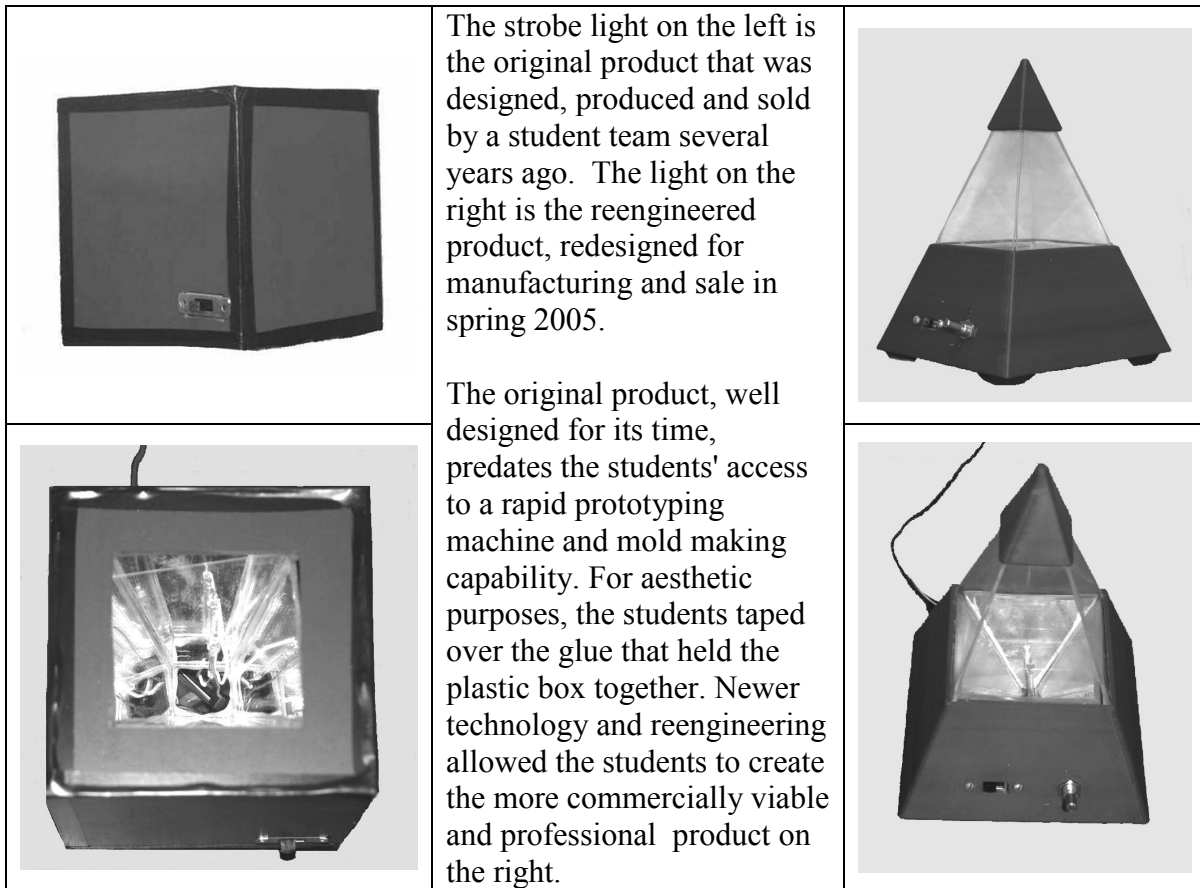 The strobe light on the left is
the original product that was
designed, produced and sold
by a student team several
years ago.  The light on the
right is the reengineered
product, redesigned for
manufacturing and sale in
spring 2005.

The original product, well
designed for its time,
predates the students' access
to a rapid prototyping
machine and mold making
capability. For aesthetic
purposes, the students taped
over the glue that held the
plastic box together. Newer
technology and reengineering
allowed the students to create
the more commercially viable
and professional  product on
the right.